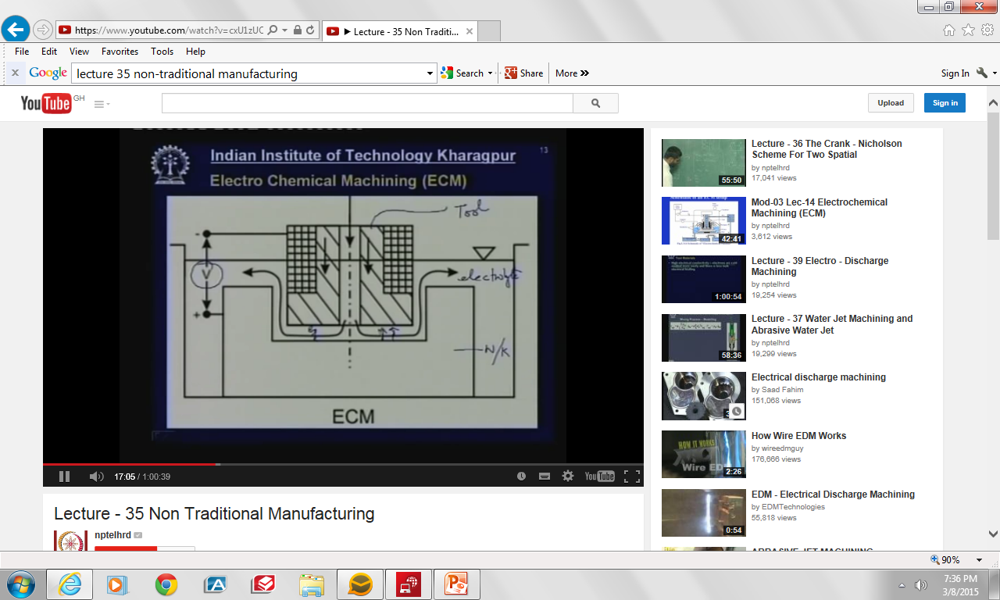 https://www.youtube.com/watch?v=cxU1zUC
Lecture - 35 Non Traditi...
File Edit View Favorites Tools Help
Google lecture 35 non-traditional manufacturing Search Share More Sign In
YouTube GH Upload Sign in
Indian Institute of Technology Kharagpur 13
Electro Chemical Machining (ECM)
Tool
-
V
electrolyte
+
W/K
ECM
17:05 / 1:00:39 YouTube
Lecture - 35 Non Traditional Manufacturing
nptelhrd
55:50
Lecture - 36 The Crank - Nicholson
Scheme For Two Spatial
by nptelhrd
17,041 views
42:41
Mod-03 Lec-14 Electrochemical
Machining (ECM)
by nptelhrd
3,612 views
1:00:54
Lecture - 39 Electro - Discharge
Machining
by nptelhrd
19,254 views
58:36
Lecture - 37 Water Jet Machining and
Abrasive Water Jet
by nptelhrd
19,299 views
Electrical discharge machining
by Saad Fahim
151,068 views
HOW IT WORKS
Wire ED
2:26
How Wire EDM Works
by wireedmguy
176,666 views
0:54
EDM - Electrical Discharge Machining
by EDMTechnologies
55,818 views
ABRASIVE JET MACHINING
90%
7:36 PM
3/8/2015